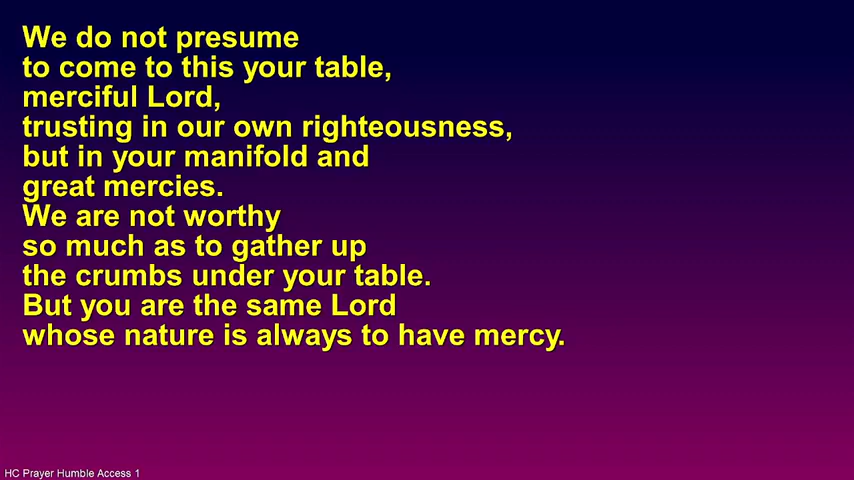 We do not presume
to come to this your table,
merciful Lord,
trusting in our own righteousness,
but in your manifold and
great mercies.
We are not worthy
so much as to gather up
the crumbs under your table.
But you are the same Lord
whose nature is always to have mercy.
HC Prayer Humble Access 1